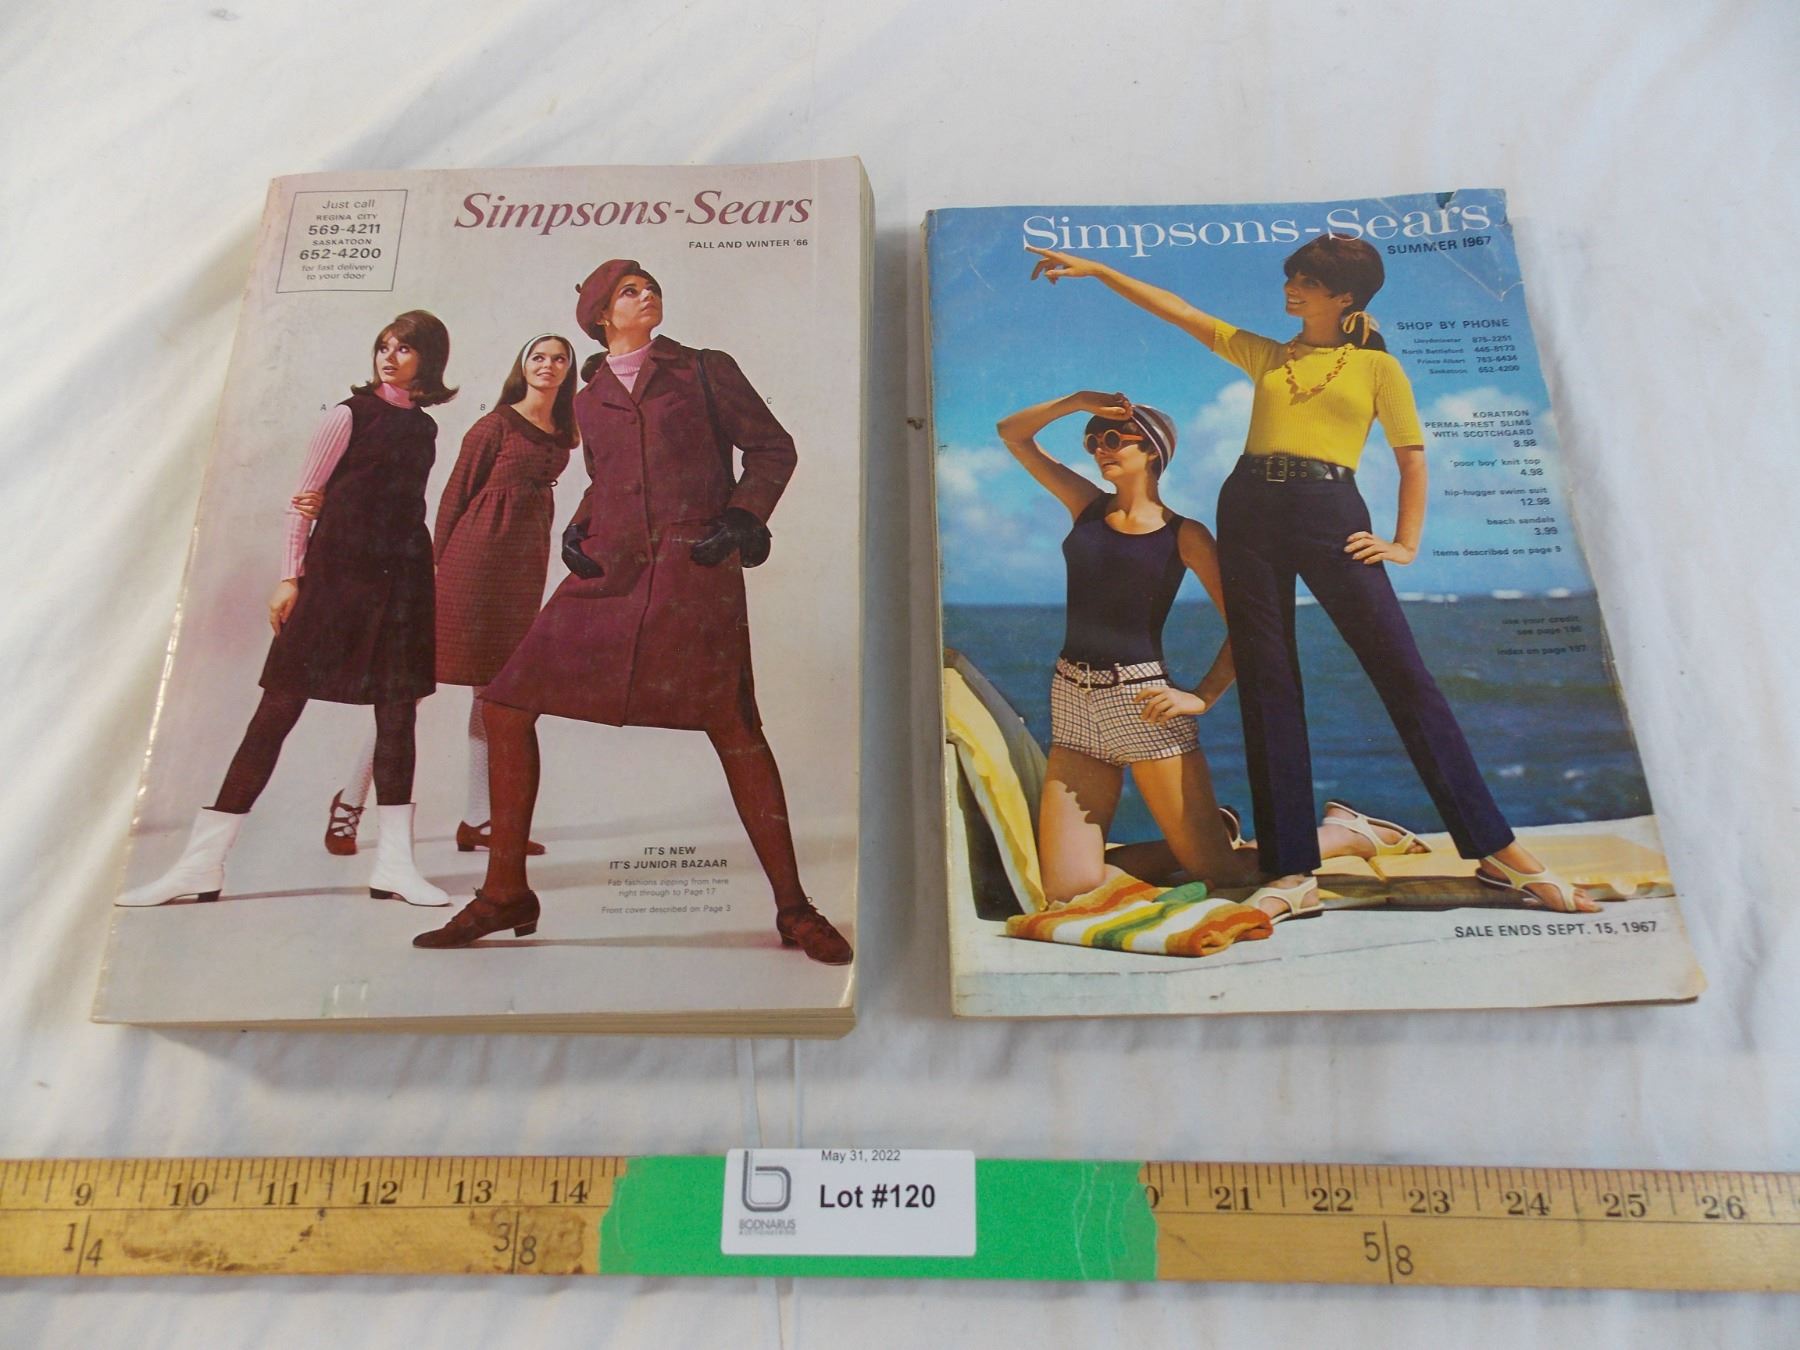 Just call
REGINA CITY
569-4211
SASKATOON
652-4200
for fast delivery
to your door
Simpsons-Sears
FALL AND WINTER '66
A
B
C
IT'S NEW
IT'S JUNIOR BAZAAR
Fab fashions zipping from here
right through to Page 17
Front cover described on Page 3
Simpsons-Sears
SUMMER 1967
SHOP BY PHONE
Lloydminster 875-2251
North Battleford 445-8173
Prince Albert 763-6434
Saskatoon 652-4200
KORATRON
PERMA-PREST SLIMS
WITH SCOTCHGARD
8.98
'poor boy' knit top
4.98
hip-hugger swim suit
12.98
beach sandals
3.99
items described on page 9
use your credit
see page 196
index on page 197
SALE ENDS SEPT. 15, 1967
May 31, 2022
Lot #120
BODNARUS
AUCTIONEERING
9 10 11 12 13 14 0 21 22 23 24 25 26
1/4 3/8 5/8